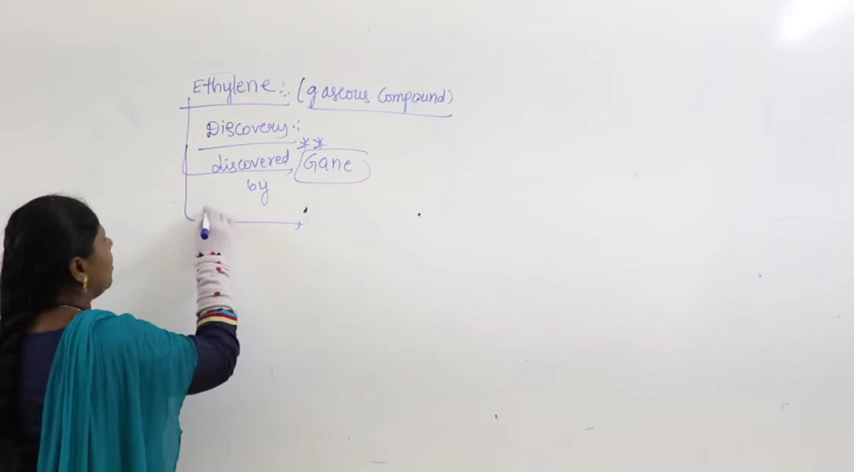 Ethylene:- (gaseous compound)
Discovery:-
**
discovered Gane
by